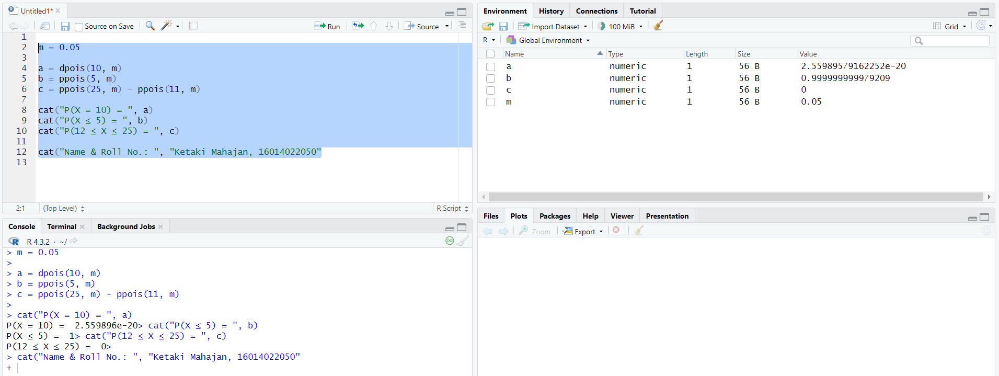 Untitled1*
Source on Save
Run
Source
1
2 m = 0.05
3
4 a = dpois(10, m)
5 b = ppois(5, m)
6 c = ppois(25, m) - ppois(11, m)
7
8 cat("P(X = 10) = ", a)
9 cat("P(X ≤ 5) = ", b)
10 cat("P(12 ≤ X ≤ 25) = ", c)
11
12 cat("Name & Roll No.: ", "Ketaki Mahajan, 16014022050"
13
2:1 (Top Level) R Script
Console Terminal Background Jobs
R R 4.3.2 · ~/
> m = 0.05
>
> a = dpois(10, m)
> b = ppois(5, m)
> c = ppois(25, m) - ppois(11, m)
>
> cat("P(X = 10) = ", a)
P(X = 10) =  2.559896e-20> cat("P(X ≤ 5) = ", b)
P(X ≤ 5) =  1> cat("P(12 ≤ X ≤ 25) = ", c)
P(12 ≤ X ≤ 25) =  0>
> cat("Name & Roll No.: ", "Ketaki Mahajan, 16014022050"
+
Environment History Connections Tutorial
Import Dataset 100 MiB Grid
R Global Environment
Name Type Length Size Value
a numeric 1 56 B 2.55989579162252e-20
b numeric 1 56 B 0.999999999979209
c numeric 1 56 B 0
m numeric 1 56 B 0.05
Files Plots Packages Help Viewer Presentation
Zoom Export